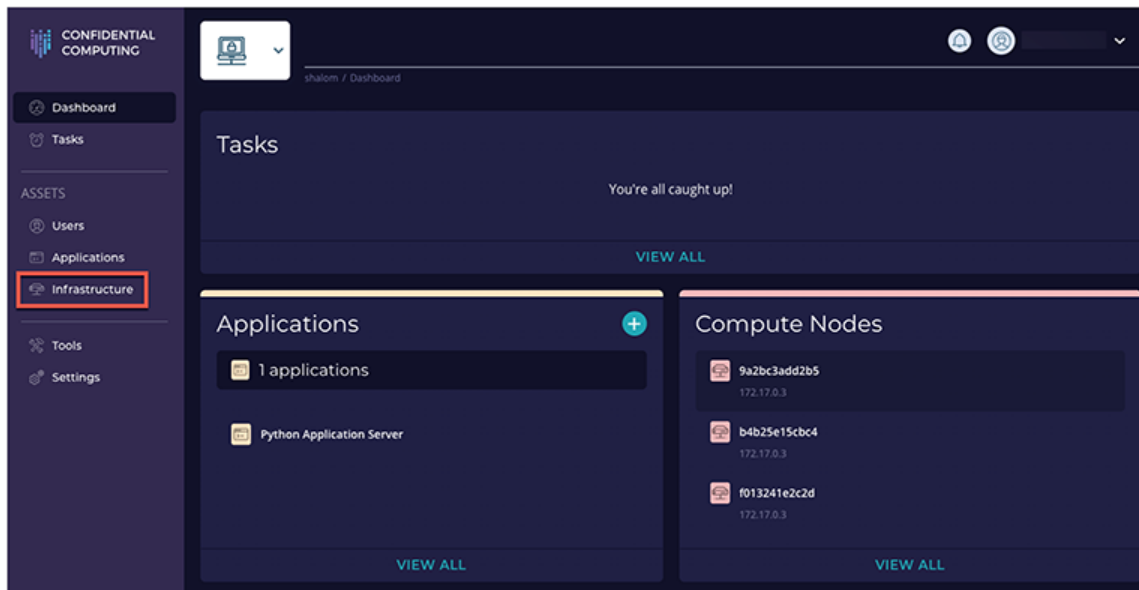 CONFIDENTIAL
COMPUTING
shalom / Dashboard
Dashboard
Tasks
ASSETS
Users
Applications
Infrastructure
Tools
Settings
Tasks
You're all caught up!
VIEW ALL
Applications
1 applications
Python Application Server
VIEW ALL
Compute Nodes
9a2bc3add2b5
172.17.0.3
b4b25e15cbc4
172.17.0.3
f013241e2c2d
172.17.0.3
VIEW ALL